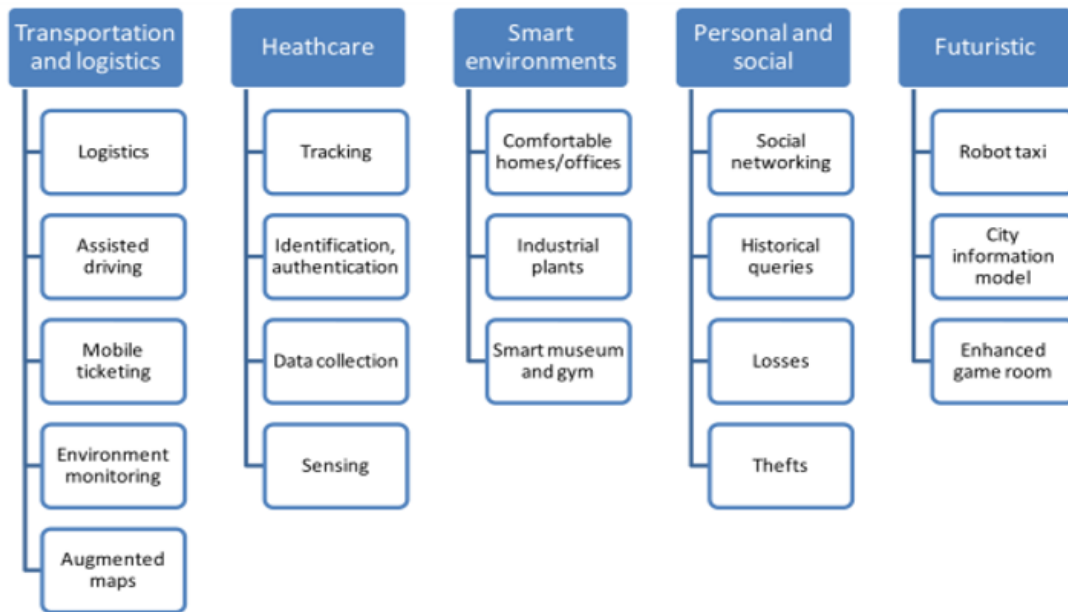 Transportation
and logistics
Logistics
Assisted
driving
Mobile
ticketing
Environment
monitoring
Augmented
maps
Heathcare
Tracking
Identification,
authentication
Data collection
Sensing
Smart
environments
Comfortable
homes/offices
Industrial
plants
Smart museum
and gym
Personal and
social
Social
networking
Historical
queries
Losses
Thefts
Futuristic
Robot taxi
City
information
model
Enhanced
game room